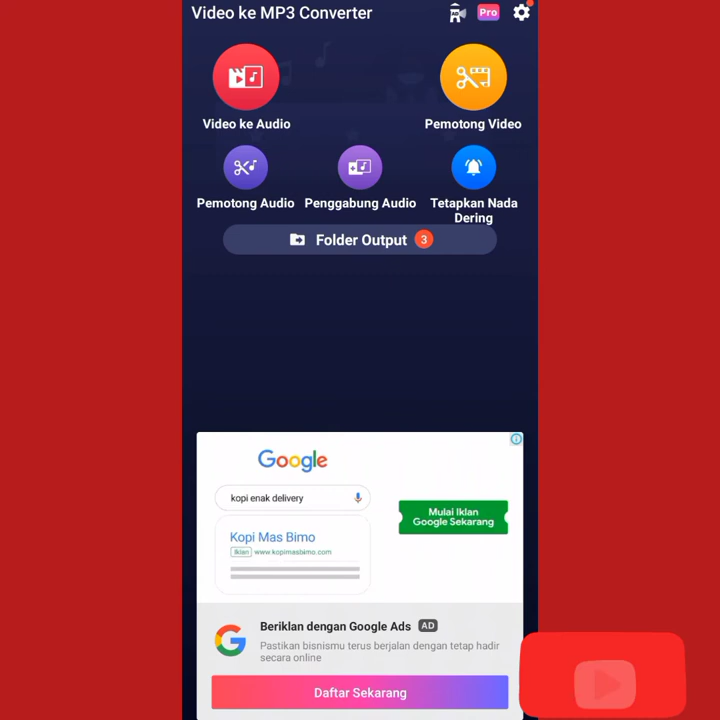 Video ke MP3 Converter
Pro
Video ke Audio
Pemotong Video
Pemotong Audio
Penggabung Audio
Tetapkan Nada
Dering
Folder Output 3
Google
kopi enak delivery
Kopi Mas Bimo
Iklan www.kopimasbimo.com
Mulai Iklan
Google Sekarang
Beriklan dengan Google Ads AD
Pastikan bisnismu terus berjalan dengan tetap hadir
secara online
Daftar Sekarang